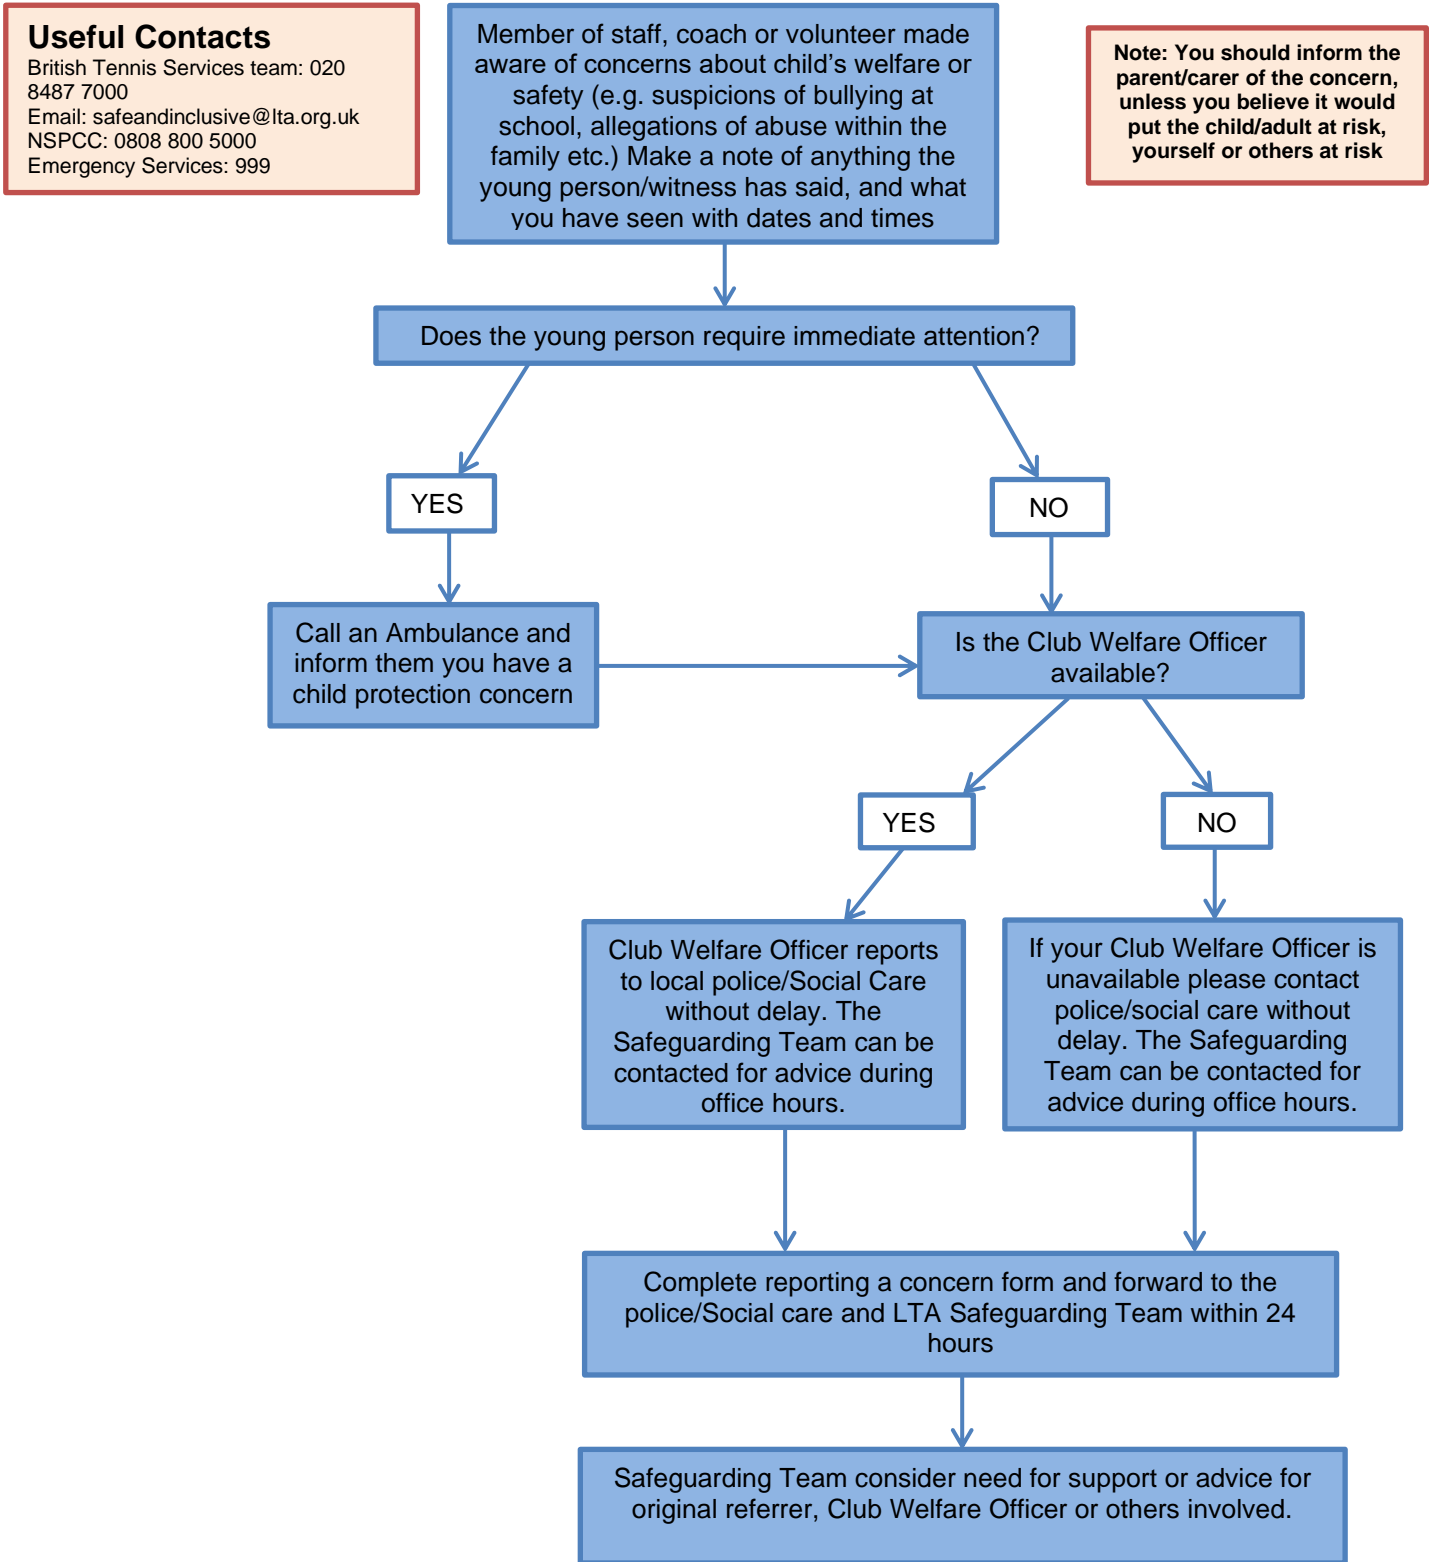 Useful Contacts
British Tennis Services team: 020
8487 7000
Email: safeandinclusive@lta.org.uk
NSPCC: 0808 800 5000
Emergency Services: 999
Member of staff, coach or volunteer made
aware of concerns about child’s welfare or
safety (e.g. suspicions of bullying at
school, allegations of abuse within the
family etc.) Make a note of anything the
young person/witness has said, and what
you have seen with dates and times
Note: You should inform the
parent/carer of the concern,
unless you believe it would
put the child/adult at risk,
yourself or others at risk
Does the young person require immediate attention?
YES
NO
Call an Ambulance and
inform them you have a
child protection concern
Is the Club Welfare Officer
available?
YES
NO
Club Welfare Officer reports
to local police/Social Care
without delay. The
Safeguarding Team can be
contacted for advice during
office hours.
If your Club Welfare Officer is
unavailable please contact
police/social care without
delay. The Safeguarding
Team can be contacted for
advice during office hours.
Complete reporting a concern form and forward to the
police/Social care and LTA Safeguarding Team within 24
hours
Safeguarding Team consider need for support or advice for
original referrer, Club Welfare Officer or others involved.